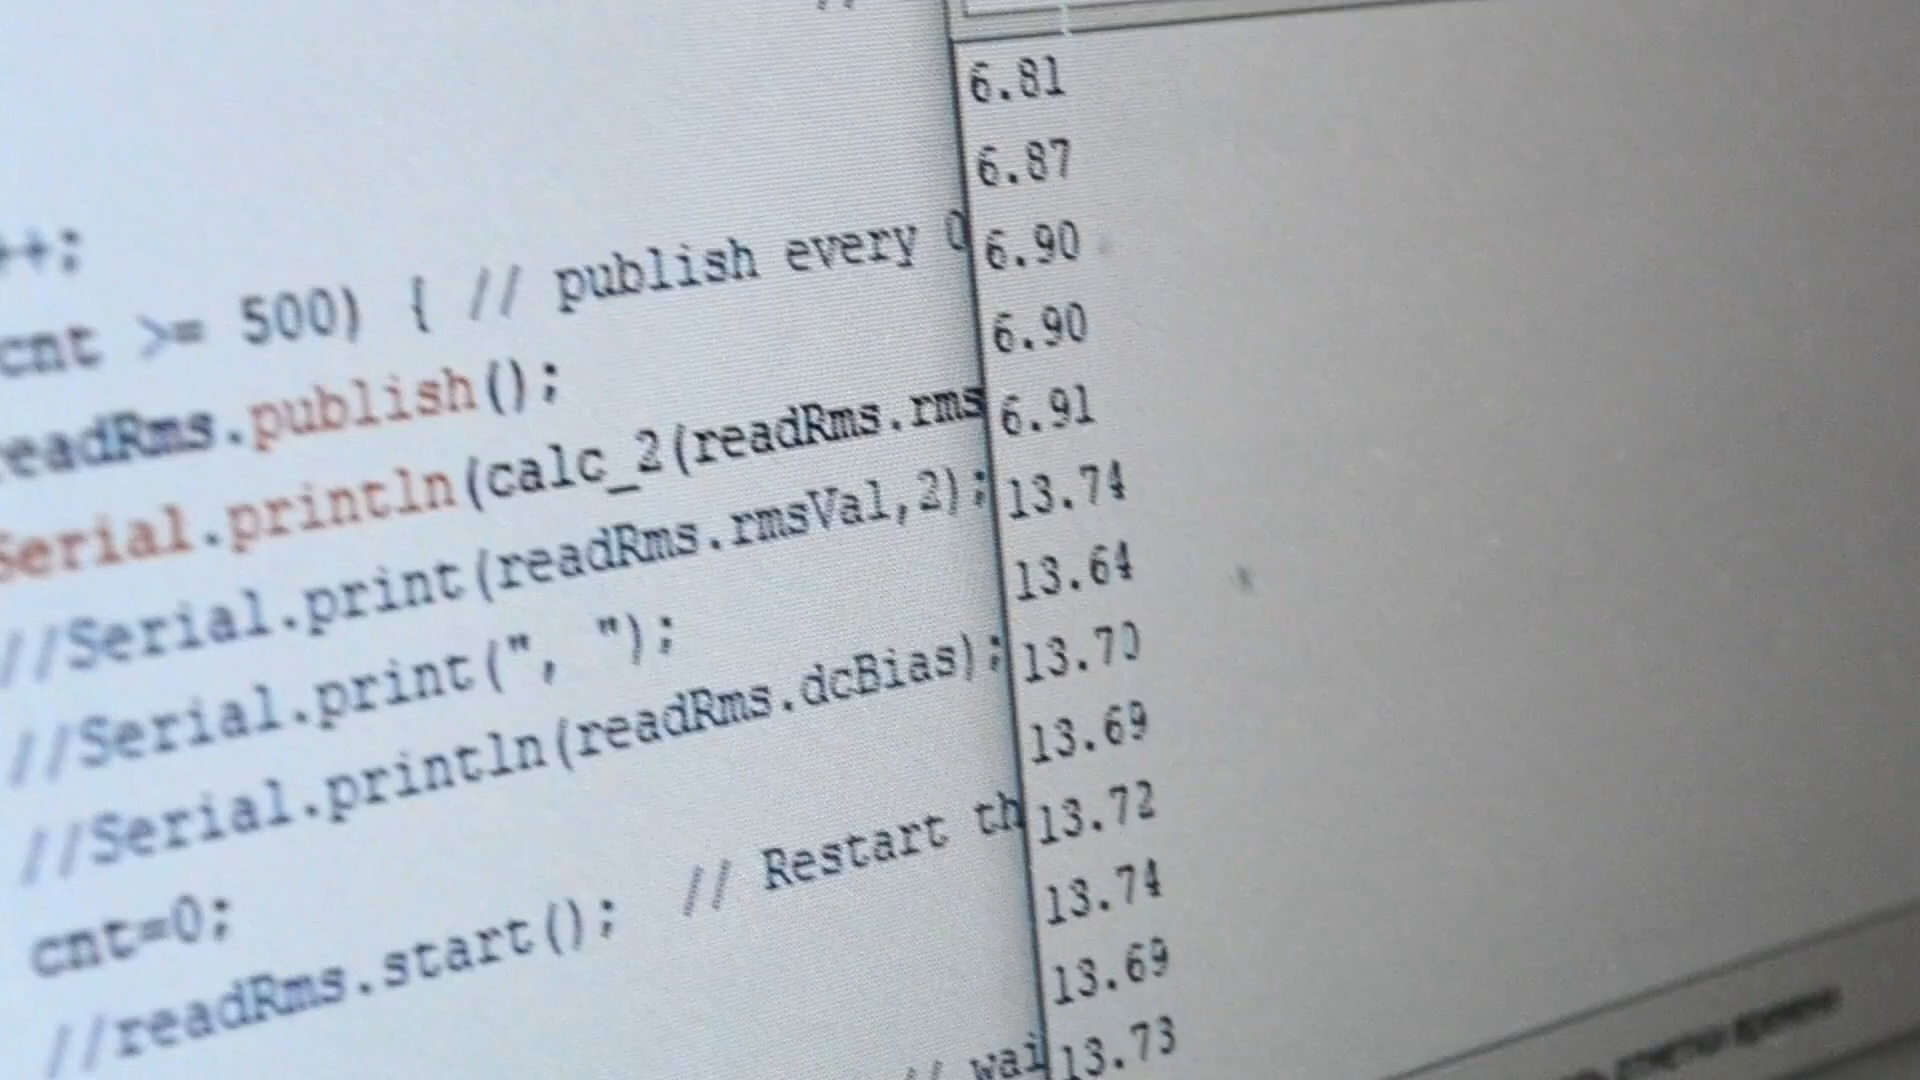 ++;
cnt >= 500) { // publish every 0
readRms.publish();
Serial.println(calc_2(readRms.rms
//Serial.print(readRms.rmsVal,2);
//Serial.print(", ");
//Serial.println(readRms.dcBias);
cnt=0;
//readRms.start(); // Restart th
// wai
6.81
6.87
6.90
6.90
6.91
13.74
13.64
13.70
13.69
13.72
13.74
13.69
13.73